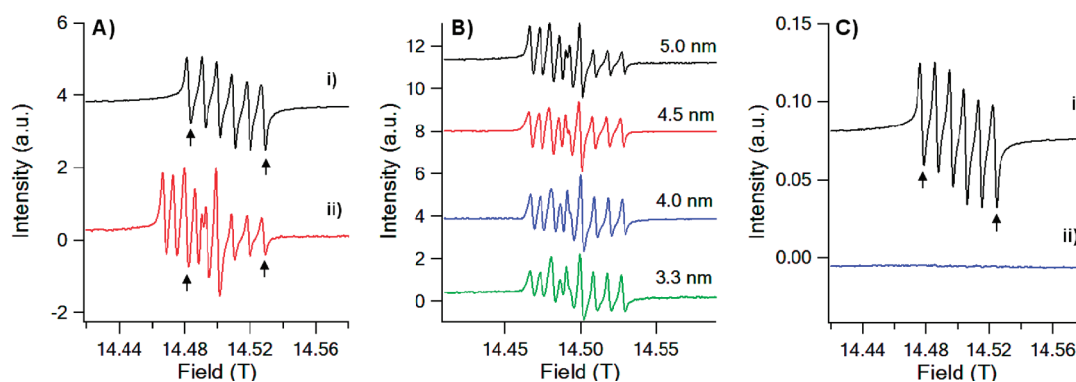 A)
i)
ii)
Intensity (a.u.)
6
4
2
0
-2
14.44 14.48 14.52 14.56
Field (T)
B)
5.0 nm
4.5 nm
4.0 nm
3.3 nm
Intensity (a.u.)
12
10
8
6
4
2
0
14.45 14.50 14.55
Field (T)
C)
i
ii)
Intensity (a.u.)
0.15
0.10
0.05
0.00
14.44 14.48 14.52 14.56
Field (T)